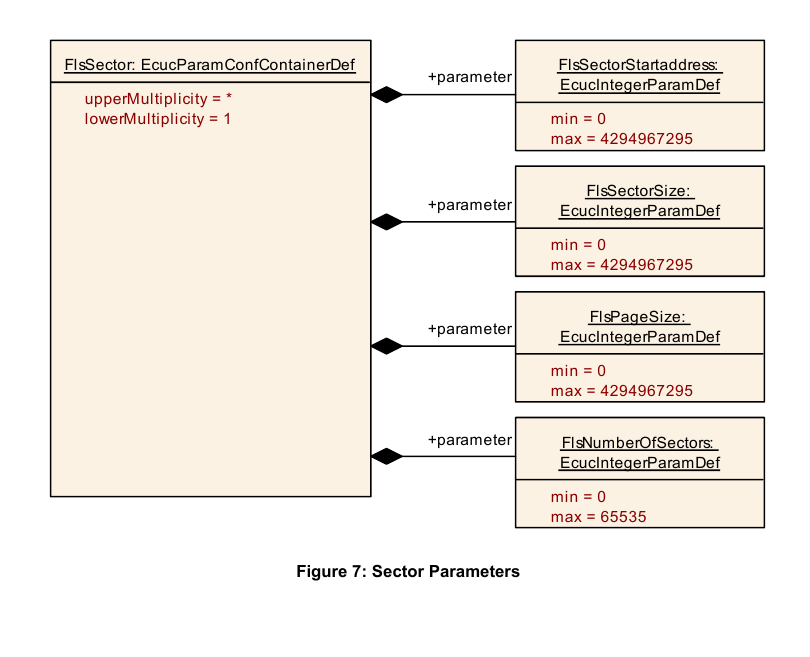 FlsSector: EcucParamConfContainerDef
upperMultiplicity = *
lowerMultiplicity = 1
+parameter
FlsSectorStartaddress:
EcucIntegerParamDef
min = 0
max = 4294967295
+parameter
FlsSectorSize:
EcucIntegerParamDef
min = 0
max = 4294967295
+parameter
FlsPageSize:
EcucIntegerParamDef
min = 0
max = 4294967295
+parameter
FlsNumberOfSectors:
EcucIntegerParamDef
min = 0
max = 65535
Figure 7: Sector Parameters